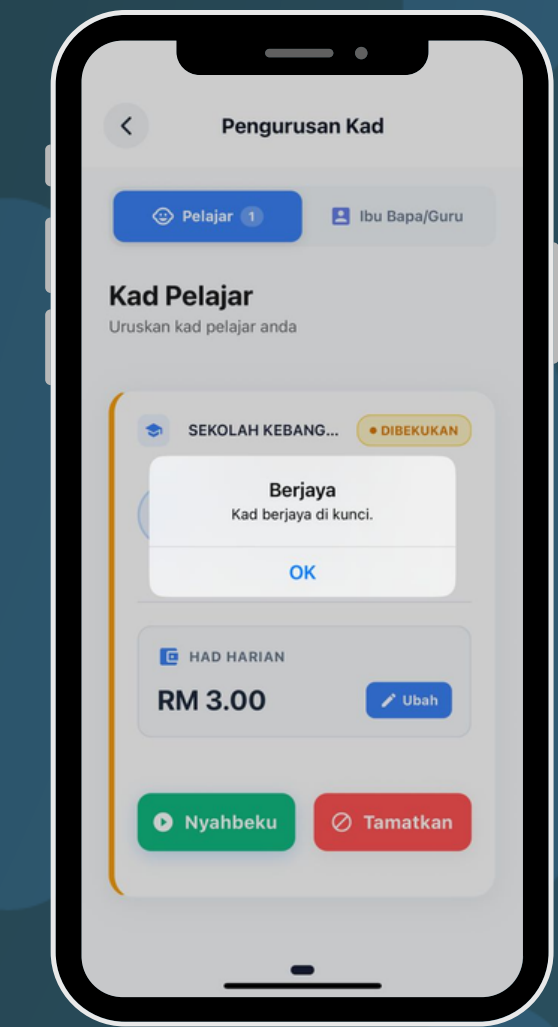 Pengurusan Kad
Pelajar 1
Ibu Bapa/Guru
Kad Pelajar
Uruskan kad pelajar anda
SEKOLAH KEBANG...
• DIBEKUKAN
Berjaya
Kad berjaya di kunci.
OK
HAD HARIAN
RM 3.00
Ubah
Nyahbeku
Tamatkan